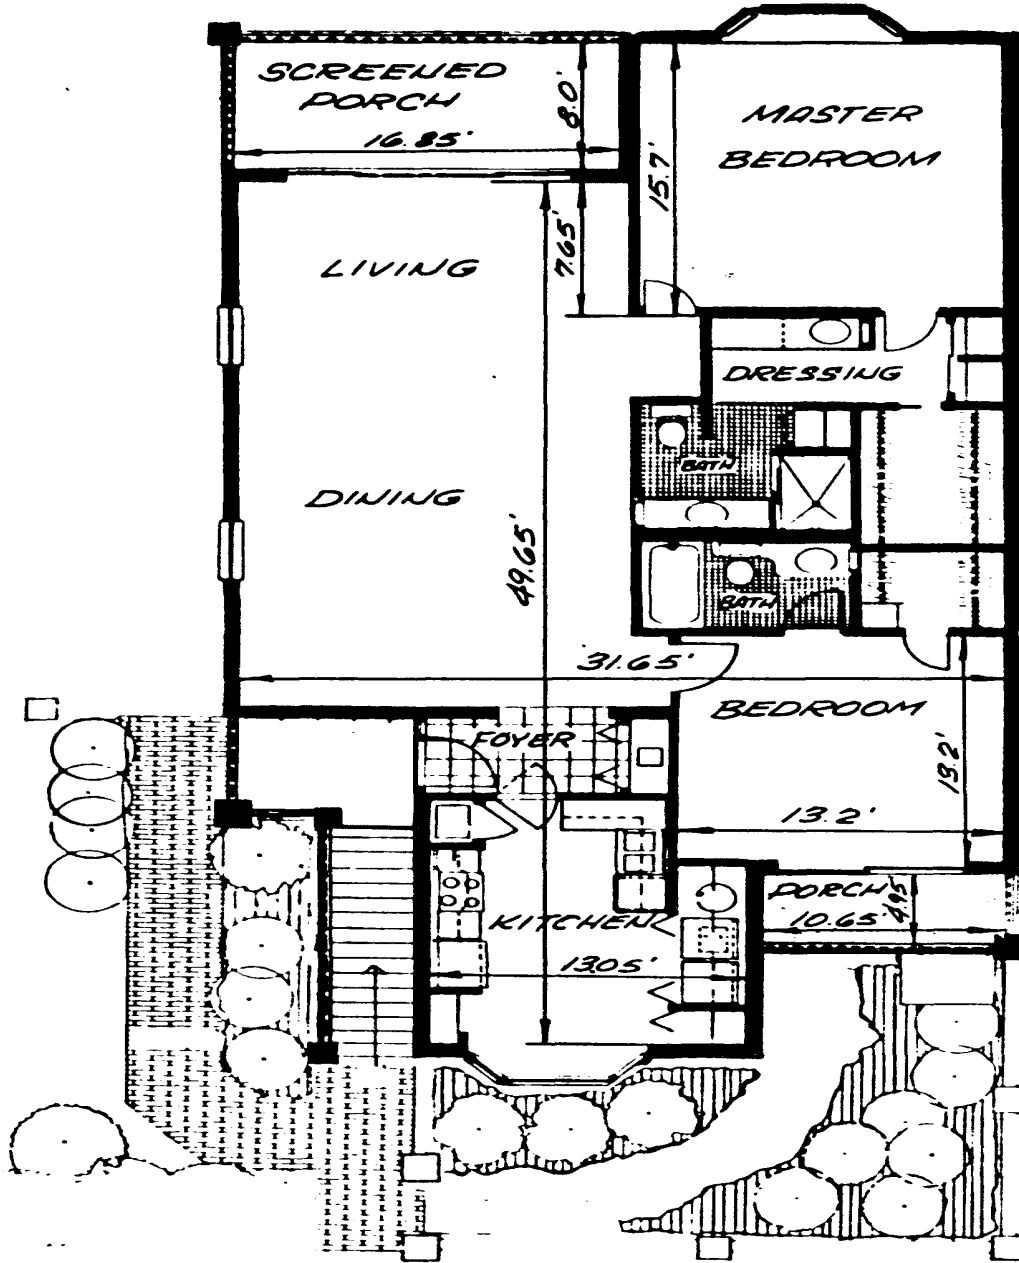 SCREENED
PORCH
16.85'
8.0'
MASTER
BEDROOM
15.7'
LIVING
7.65'
DRESSING
BATH
DINING
49.65'
BATH
31.65'
BEDROOM
FOYER
13.2'
13.2'
PORCH
10.65'
4.95
KITCHEN
13.05'